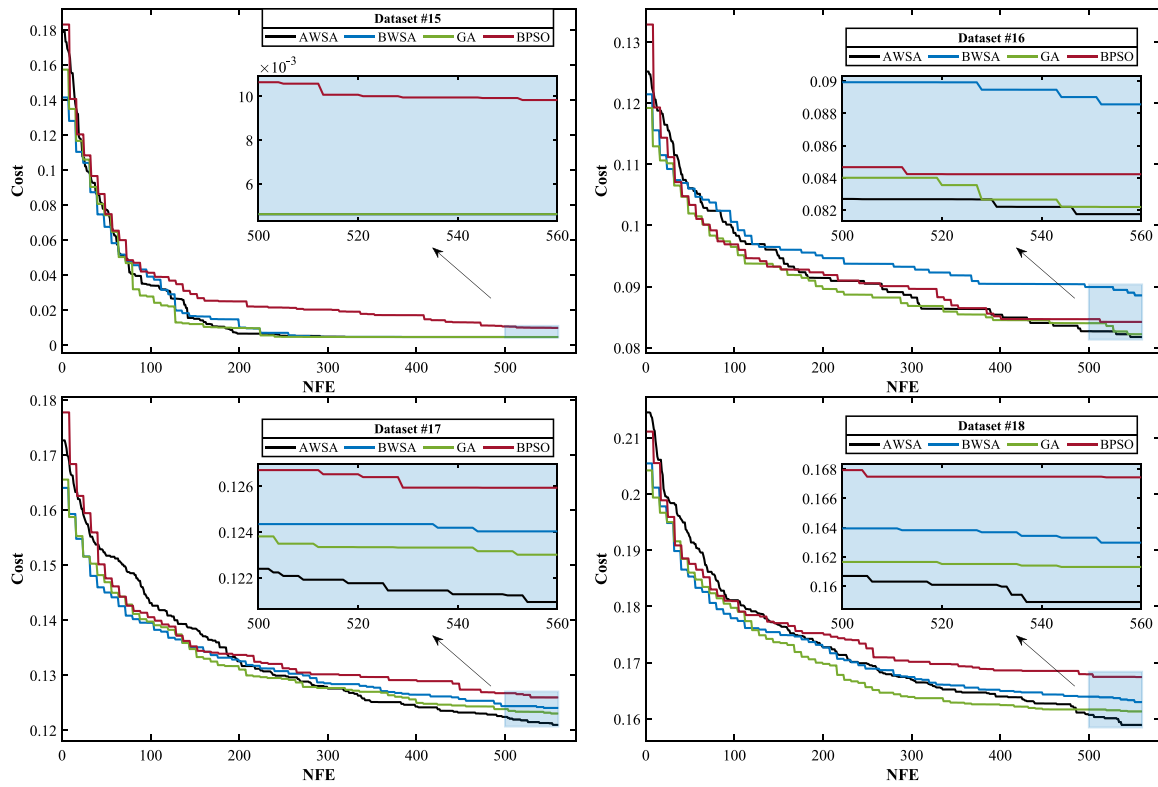 Dataset #15
AWSA BWSA GA BPSO
0.18
0.16
0.14
0.12
0.1
0.08
0.06
0.04
0.02
0
Cost
×10⁻³
10
8
6
500 520 540 560
0 100 200 300 400 500
NFE
Dataset #16
AWSA BWSA GA BPSO
0.13
0.12
0.11
0.1
0.09
0.08
Cost
0.09
0.088
0.086
0.084
0.082
500 520 540 560
0 100 200 300 400 500
NFE
Dataset #17
AWSA BWSA GA BPSO
0.18
0.17
0.16
0.15
0.14
0.13
0.12
Cost
0.126
0.124
0.122
500 520 540 560
0 100 200 300 400 500
NFE
Dataset #18
AWSA BWSA GA BPSO
0.21
0.2
0.19
0.18
0.17
0.16
Cost
0.168
0.166
0.164
0.162
0.16
500 520 540 560
0 100 200 300 400 500
NFE